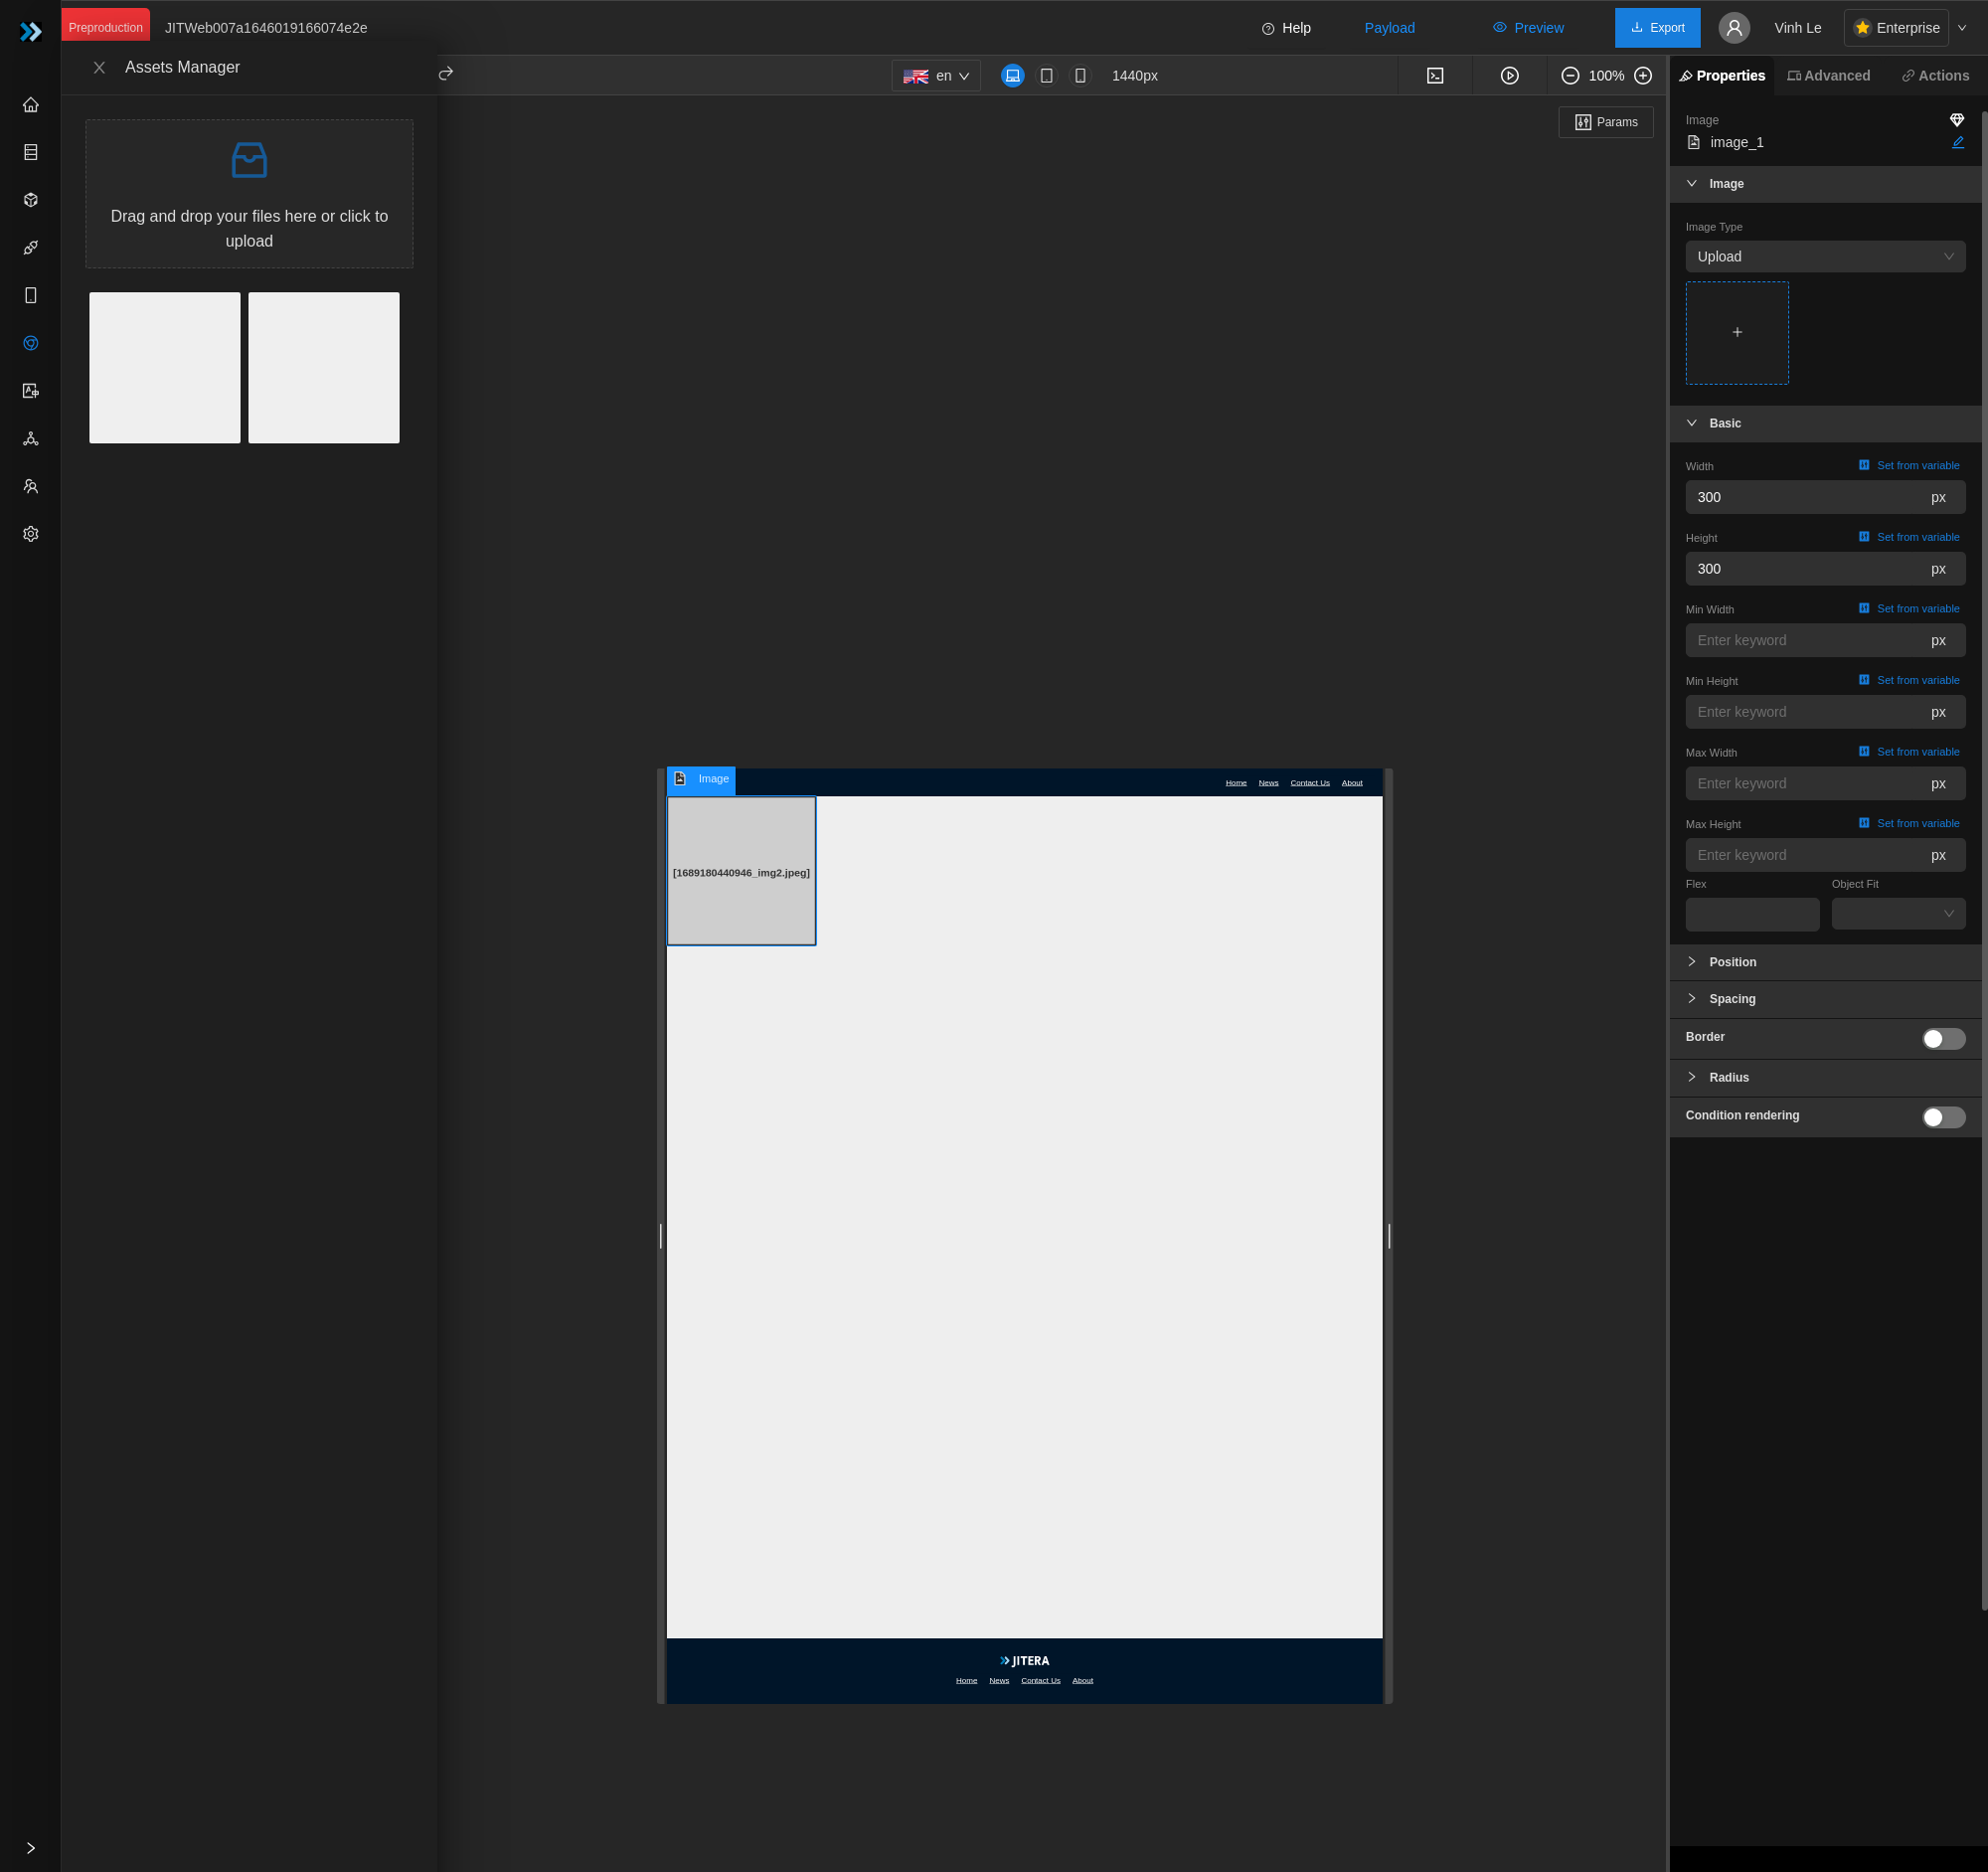 Preproduction
JITWeb007a1646019166074e2e
Help
Payload
Preview
Export
Vinh Le
Enterprise
Assets Manager
en
1440px
100%
Properties
Advanced
Actions
Drag and drop your files here or click to
upload
Params
Image
image_1
Image
Image Type
Upload
+
Basic
Width
Set from variable
300
px
Height
Set from variable
300
px
Min Width
Set from variable
Enter keyword
px
Min Height
Set from variable
Enter keyword
px
Max Width
Set from variable
Enter keyword
px
Max Height
Set from variable
Enter keyword
px
Flex
Object Fit
Position
Spacing
Border
Radius
Condition rendering
Image
Home
News
Contact Us
About
[1689180440946_img2.jpeg]
JITERA
Home
News
Contact Us
About